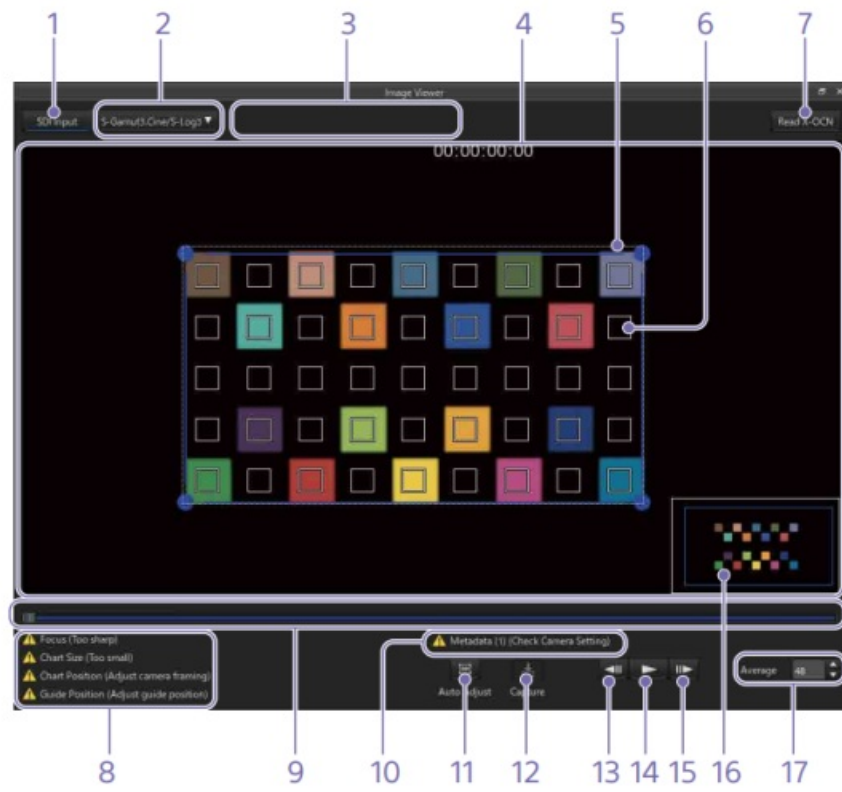 1 2 3 4 5 6 7
Image Viewer
SDI Input S-Gamut3.Cine/S-Log3 Read X-OCN
00:00:00:00
Focus (Too sharp)
Metadata (1) (Check Camera Setting)
Chart Size (Too small)
Chart Position (Adjust camera framing)
Average 48
Guide Position (Adjust guide position)
Auto Adjust Capture
8 9 10 11 12 13 14 15 16 17